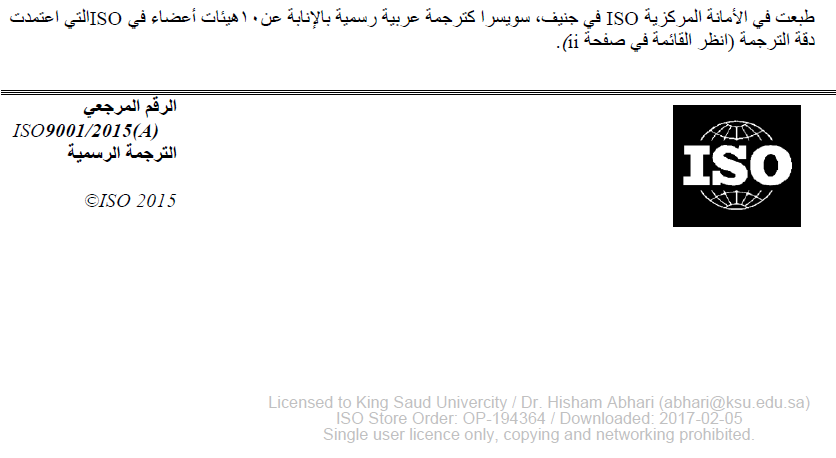 طبعت في الأمانة المركزية ISO في جنيف، سويسرا كترجمة عربية رسمية بالإنابة عن١٠هيئات أعضاء في ISOالتي اعتمدت
دقة الترجمة (انظر القائمة في صفحة ii).
الرقم المرجعي
ISO9001/2015(A)
الترجمة الرسمية
©ISO 2015
ISO
Licensed to King Saud Univercity / Dr. Hisham Abhari (abhari@ksu.edu.sa)
ISO Store Order: OP-194364 / Downloaded: 2017-02-05
Single user licence only, copying and networking prohibited.